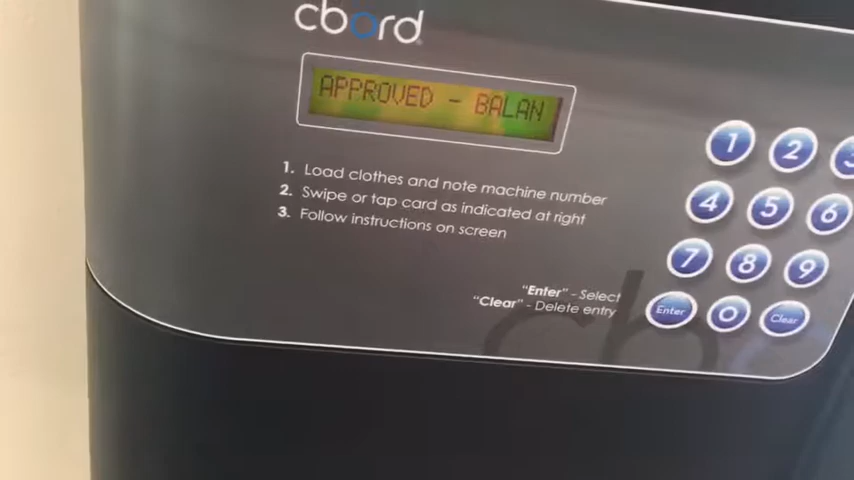 cbord
APPROVED - BALAN
1. Load clothes and note machine number
2. Swipe or tap card as indicated at right
3. Follow instructions on screen
"Enter" - Select
"Clear" - Delete entry
1 2 3
4 5 6
7 8 9
Enter 0 Clear
cb